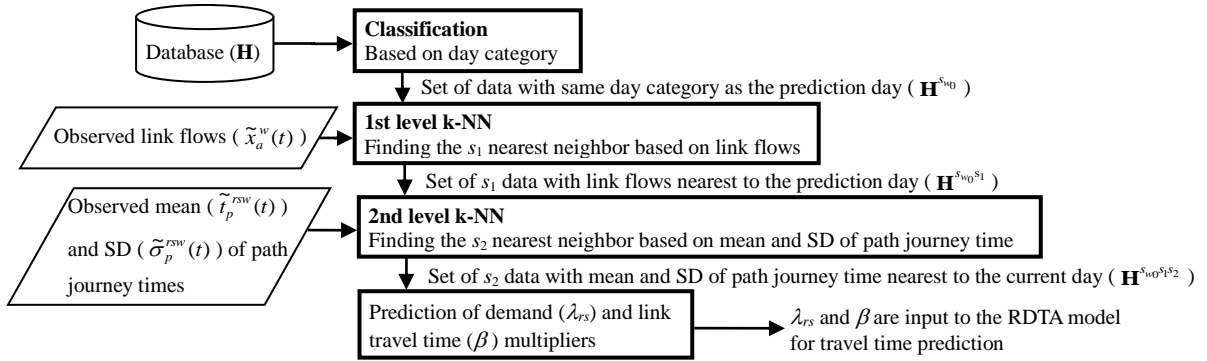 Database (H)
Classification
Based on day category
Set of data with same day category as the prediction day ( H^{s_{w0}} )
Observed link flows ( x̃_a^w(t) )
1st level k-NN
Finding the s₁ nearest neighbor based on link flows
Set of s₁ data with link flows nearest to the prediction day ( H^{s_{w0}s_1} )
Observed mean ( t̃_p^{rsw}(t) )
and SD ( σ̃_p^{rsw}(t) ) of path
journey times
2nd level k-NN
Finding the s₂ nearest neighbor based on mean and SD of path journey time
Set of s₂ data with mean and SD of path journey time nearest to the current day ( H^{s_{w0}s_1s_2} )
Prediction of demand (λ_{rs}) and link
travel time (β) multipliers
λ_{rs} and β are input to the RDTA model
for travel time prediction